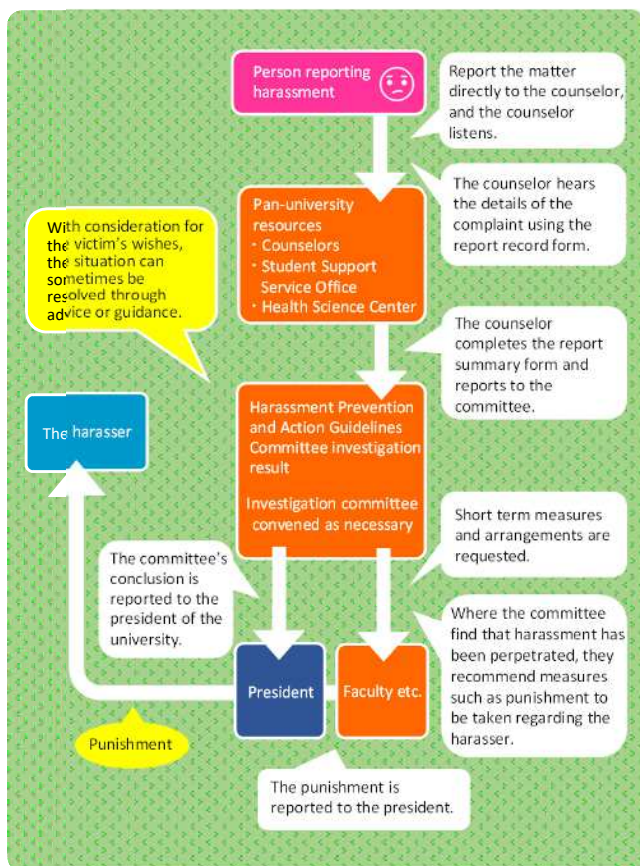 Person reporting
harassment
Report the matter
directly to the counselor,
and the counselor
listens.
The counselor hears
the details of the
complaint using the
report record form.
Pan-university
resources
・Counselors
・Student Support
Service Office
・Health Science Center
With consideration for
the victim's wishes,
the situation can
sometimes be
resolved through
advice or guidance.
The counselor
completes the report
summary form and
reports to the
committee.
The harasser
Harassment Prevention
and Action Guidelines
Committee investigation
result
Investigation committee
convened as necessary
Short term measures
and arrangements are
requested.
The committee's
conclusion is
reported to the
president of the
university.
Where the committee
find that harassment has
been perpetrated, they
recommend measures
such as punishment to
be taken regarding the
harasser.
President
Faculty etc.
Punishment
The punishment is
reported to the president.